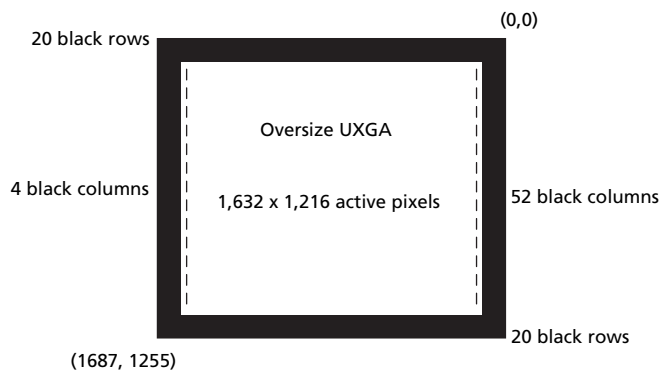 (0,0)
20 black rows
Oversize UXGA
4 black columns
1,632 x 1,216 active pixels
52 black columns
20 black rows
(1687, 1255)